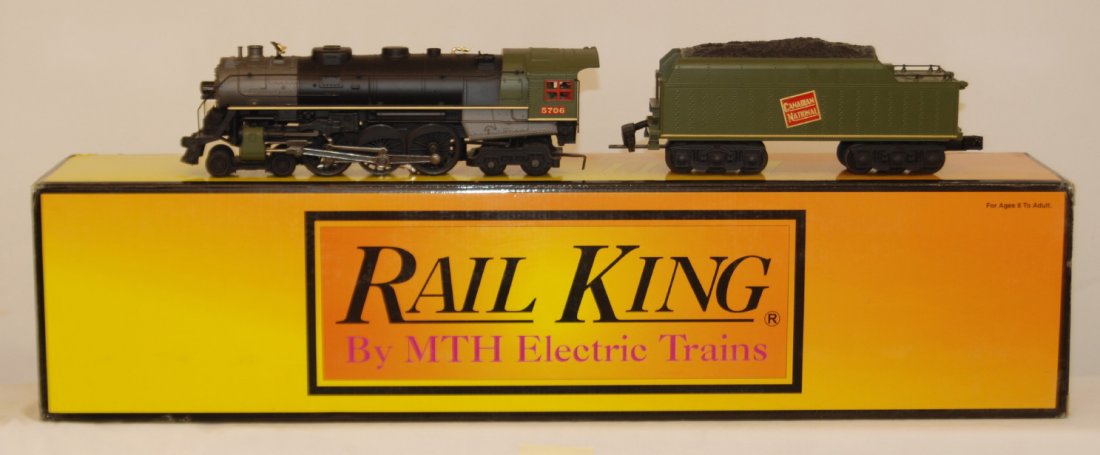 5706
CANADIAN
NATIONAL
For Ages 8 To Adult.
RAIL KING®
By MTH Electric Trains